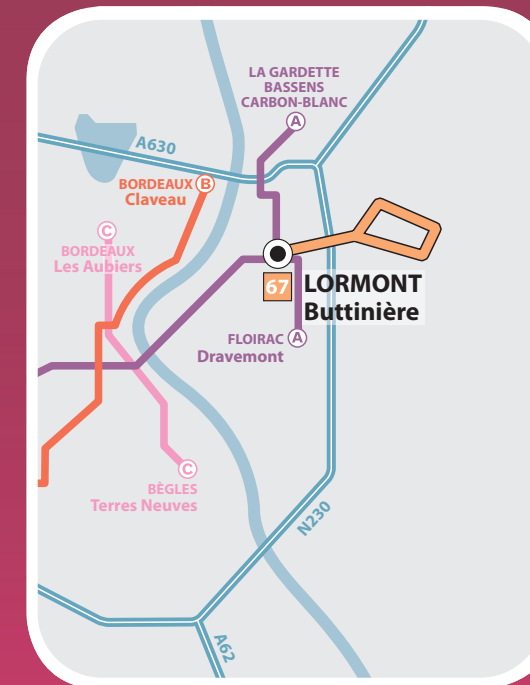 LA GARDETTE
BASSENS
CARBON-BLANC
A
A630
BORDEAUX B
Claveau
C
BORDEAUX
Les Aubiers
67 LORMONT
Buttinière
FLOIRAC A
Dravemont
C
BÈGLES
Terres Neuves
N230
A62